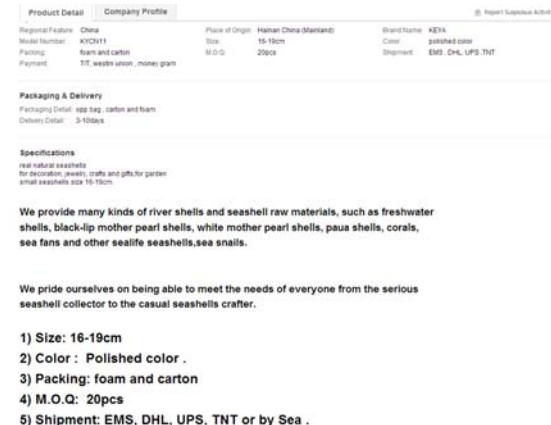 Product Detail Company Profile Report Suspicious Activi
Regional Feature: China Place of Origin: Hainan China (Mainland) Brand Name: KEYA
Model Number: KYCN11 Size: 16-19cm Color: polished color
Packing: foam and carton M.O.Q: 20pcs Shipment: EMS . DHL. UPS .TNT
Payment: T/T, westin union , money gram
Packaging & Delivery
Packaging Detail: opp bag , carton and foam
Delivery Detail: 3-10days
Specifications
real natural seashells
for decoration, jewelry, crafts and gifts,for garden
small seashells size 16-19cm.
We provide many kinds of river shells and seashell raw materials, such as freshwater
shells, black-lip mother pearl shells, white mother pearl shells, paua shells, corals,
sea fans and other sealife seashells,sea snails.
We pride ourselves on being able to meet the needs of everyone from the serious
seashell collector to the casual seashells crafter.
1) Size: 16-19cm
2) Color : Polished color .
3) Packing: foam and carton
4) M.O.Q: 20pcs
5) Shipment: EMS, DHL, UPS, TNT or by Sea .